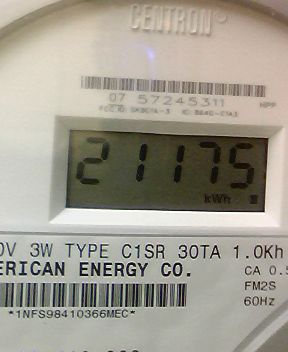 CENTRON
07 57245311
HPP
21175
kWh
0V 3W TYPE C1SR 30TA 1.0Kh
ERICAN ENERGY CO.
CA 0.5
FM2S
60Hz
*1NFS98410366MEC*